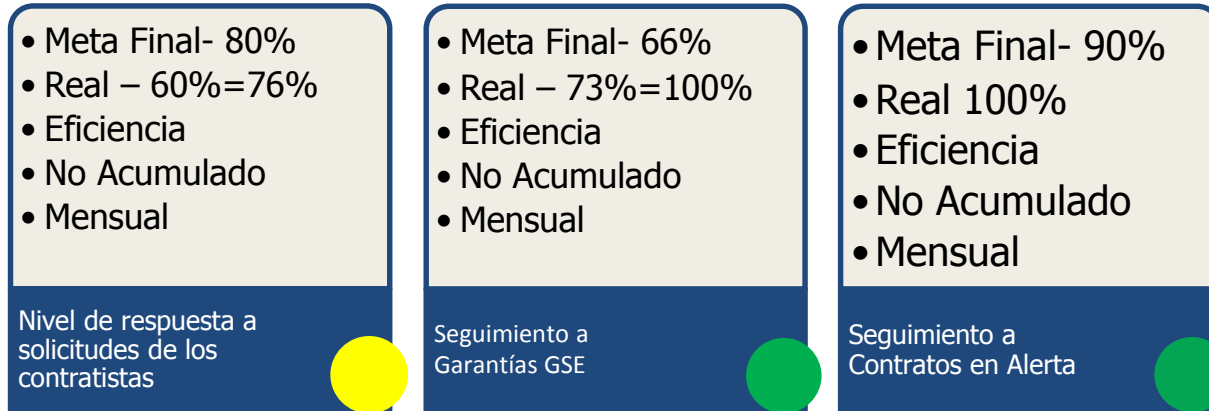 • Meta Final- 80%
• Real – 60%=76%
• Eficiencia
• No Acumulado
• Mensual
Nivel de respuesta a
solicitudes de los
contratistas
• Meta Final- 66%
• Real – 73%=100%
• Eficiencia
• No Acumulado
• Mensual
Seguimiento a
Garantías GSE
• Meta Final- 90%
• Real 100%
• Eficiencia
• No Acumulado
• Mensual
Seguimiento a
Contratos en Alerta